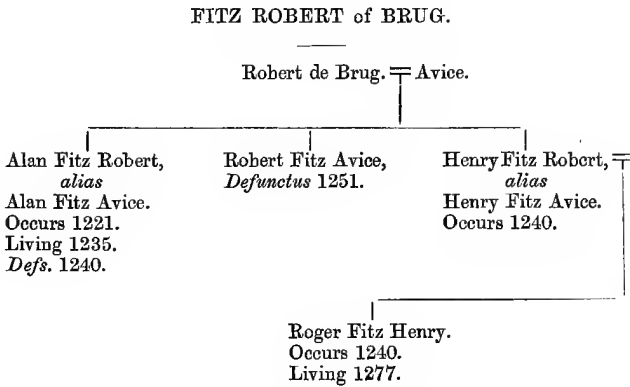 FITZ ROBERT of BRUG.
Robert de Brug. Avice.
Alan Fitz Robert,
alias
Alan Fitz Avice.
Occurs 1221.
Living 1235.
Defs. 1240.
Robert Fitz Avice,
Defunctus 1251.
Henry Fitz Robert,
alias
Henry Fitz Avice.
Occurs 1240.
Roger Fitz Henry.
Occurs 1240.
Living 1277.